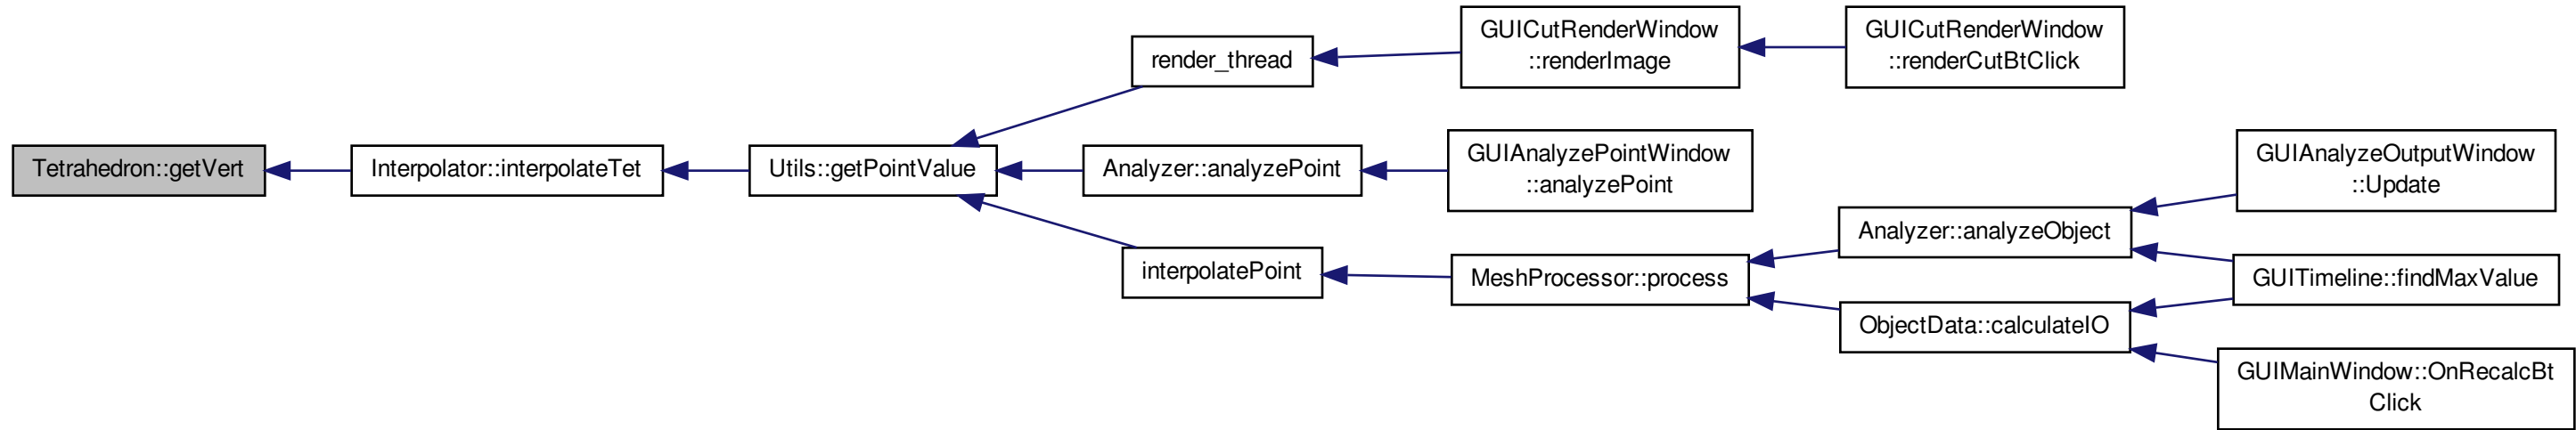 Tetrahedron::getVert
Interpolator::interpolateTet
Utils::getPointValue
render_thread
Analyzer::analyzePoint
interpolatePoint
GUICutRenderWindow
::renderImage
GUIAnalyzePointWindow
::analyzePoint
MeshProcessor::process
GUICutRenderWindow
::renderCutBtClick
Analyzer::analyzeObject
ObjectData::calculateIO
GUIAnalyzeOutputWindow
::Update
GUITimeline::findMaxValue
GUIMainWindow::OnRecalcBt
Click